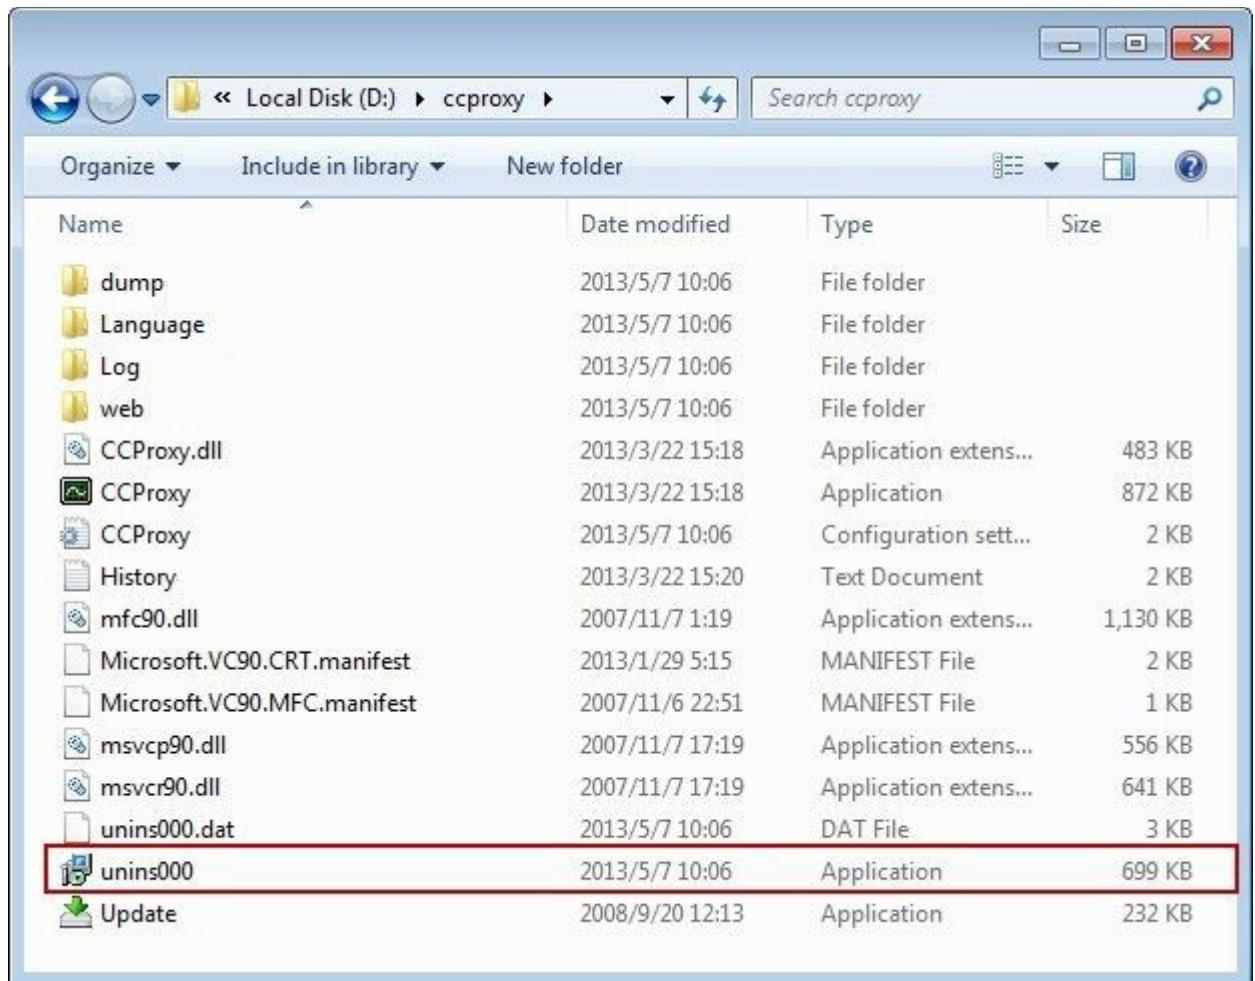 « Local Disk (D:) ccproxy Search ccproxy
Organize Include in library New folder
Name Date modified Type Size
dump 2013/5/7 10:06 File folder
Language 2013/5/7 10:06 File folder
Log 2013/5/7 10:06 File folder
web 2013/5/7 10:06 File folder
CCProxy.dll 2013/3/22 15:18 Application extens... 483 KB
CCProxy 2013/3/22 15:18 Application 872 KB
CCProxy 2013/5/7 10:06 Configuration sett... 2 KB
History 2013/3/22 15:20 Text Document 2 KB
mfc90.dll 2007/11/7 1:19 Application extens... 1,130 KB
Microsoft.VC90.CRT.manifest 2013/1/29 5:15 MANIFEST File 2 KB
Microsoft.VC90.MFC.manifest 2007/11/6 22:51 MANIFEST File 1 KB
msvcp90.dll 2007/11/7 17:19 Application extens... 556 KB
msvcr90.dll 2007/11/7 17:19 Application extens... 641 KB
unins000.dat 2013/5/7 10:06 DAT File 3 KB
unins000 2013/5/7 10:06 Application 699 KB
Update 2008/9/20 12:13 Application 232 KB